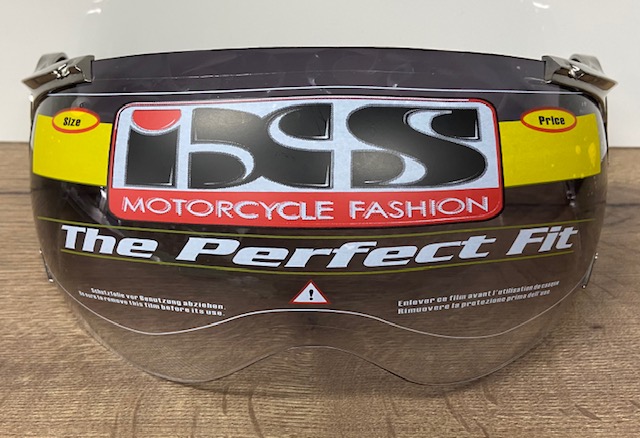 Size
Price
iXS
MOTORCYCLE FASHION
The Perfect Fit
Schutzfolie vor Benutzung abziehen.
Be sure to remove this film before its use.
Enlever ce film avant l'utilisation du casque
Rimuovere la protezione prima dell'uso.